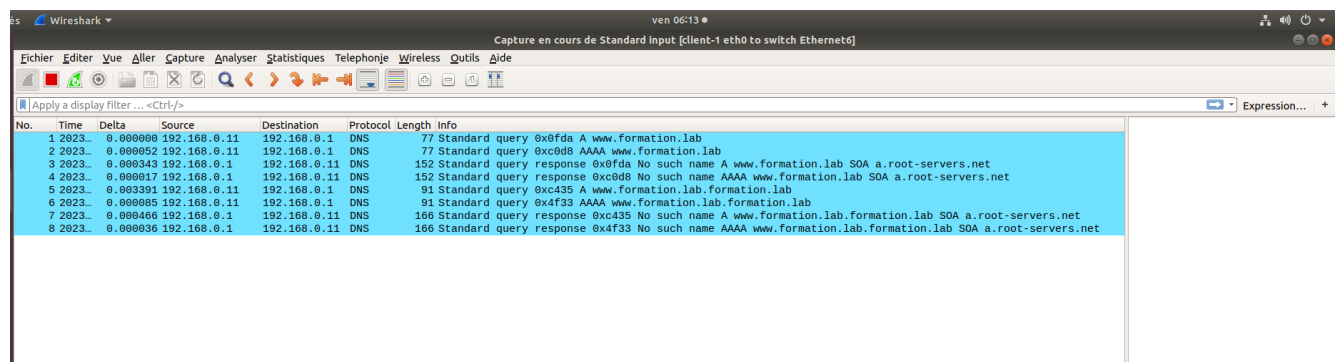 és Wireshark ven 06:13
Capture en cours de Standard input [client-1 eth0 to switch Ethernet6]
Fichier Editer Vue Aller Capture Analyser Statistiques Telephonie Wireless Outils Aide
Apply a display filter ... <Ctrl-/> Expression... +
No. Time Delta Source Destination Protocol Length Info
1 2023... 0.000000 192.168.0.11 192.168.0.1 DNS 77 Standard query 0x0fda A www.formation.lab
2 2023... 0.000052 192.168.0.11 192.168.0.1 DNS 77 Standard query 0xc0d8 AAAA www.formation.lab
3 2023... 0.000343 192.168.0.1 192.168.0.11 DNS 152 Standard query response 0x0fda No such name A www.formation.lab SOA a.root-servers.net
4 2023... 0.000017 192.168.0.1 192.168.0.11 DNS 152 Standard query response 0xc0d8 No such name AAAA www.formation.lab SOA a.root-servers.net
5 2023... 0.003391 192.168.0.11 192.168.0.1 DNS 91 Standard query 0xc435 A www.formation.lab.formation.lab
6 2023... 0.000085 192.168.0.11 192.168.0.1 DNS 91 Standard query 0x4f33 AAAA www.formation.lab.formation.lab
7 2023... 0.000466 192.168.0.1 192.168.0.11 DNS 166 Standard query response 0xc435 No such name A www.formation.lab.formation.lab SOA a.root-servers.net
8 2023... 0.000036 192.168.0.1 192.168.0.11 DNS 166 Standard query response 0x4f33 No such name AAAA www.formation.lab.formation.lab SOA a.root-servers.net